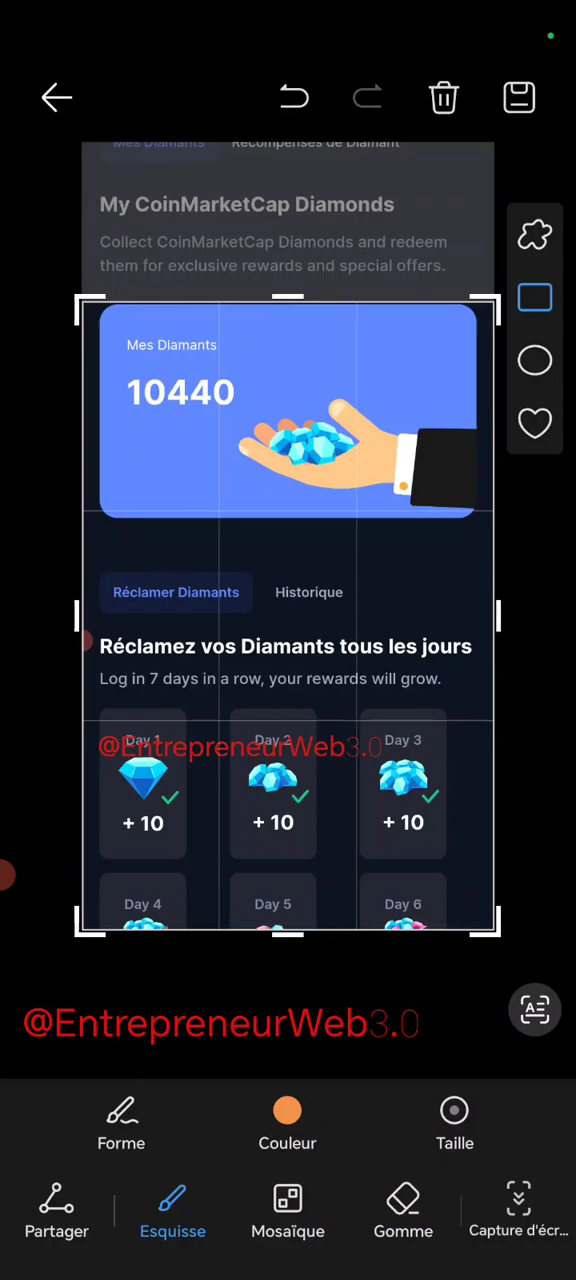 Mes Diamants Récompenses de Diamant
My CoinMarketCap Diamonds
Collect CoinMarketCap Diamonds and redeem
them for exclusive rewards and special offers.
Mes Diamants
10440
Réclamer Diamants Historique
Réclamez vos Diamants tous les jours
Log in 7 days in a row, your rewards will grow.
Day 1 Day 2 Day 3
@EntrepreneurWeb3.0
+ 10 + 10 + 10
Day 4 Day 5 Day 6
@EntrepreneurWeb3.0
Forme Couleur Taille
Partager Esquisse Mosaïque Gomme Capture d'écr...